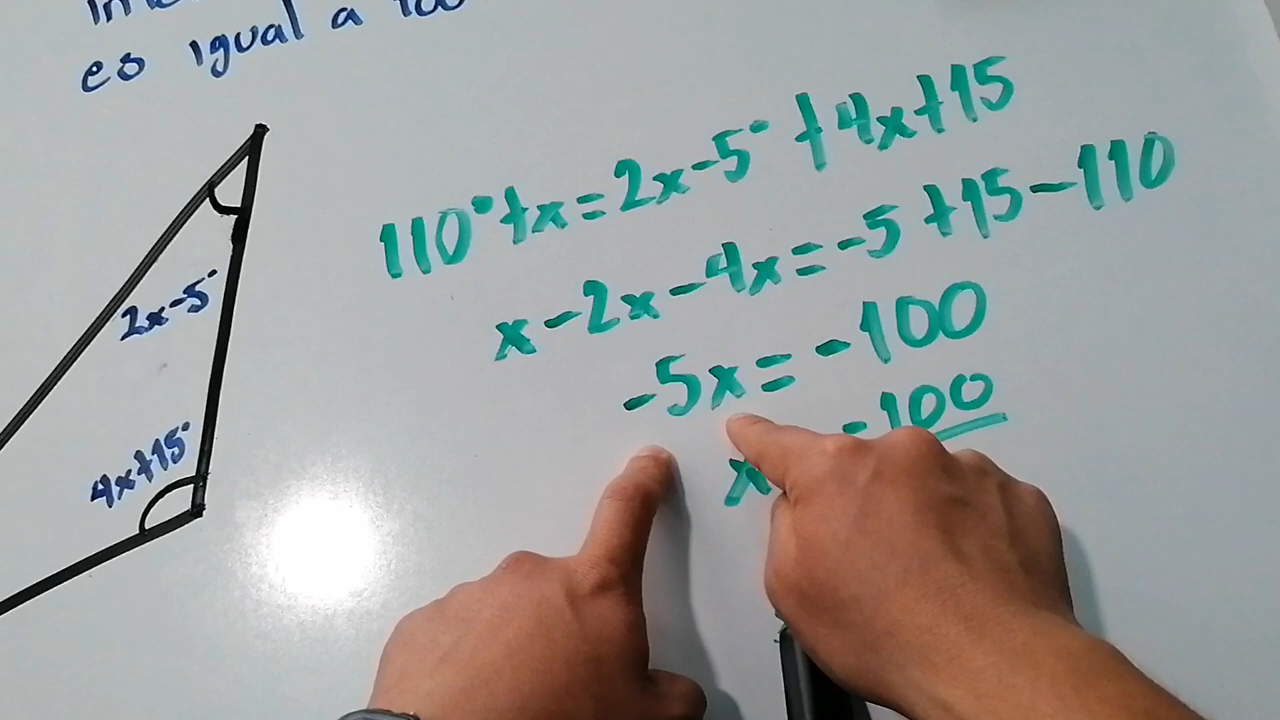 es igual a
110° + x = 2x - 5° + 4x + 15
x - 2x - 4x = -5 + 15 - 110
-5x = -100
x -100
2x - 5°
4x + 15°